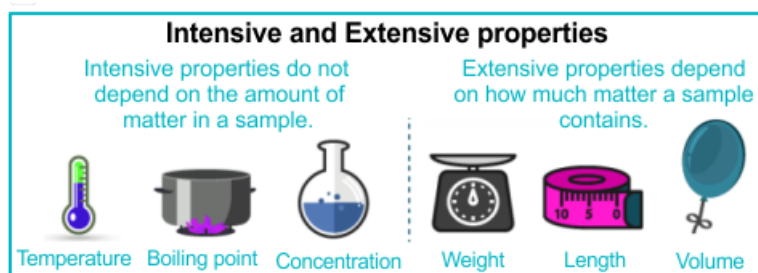 Intensive and Extensive properties
Intensive properties do not
depend on the amount of
matter in a sample.
Extensive properties depend
on how much matter a sample
contains.
10 5 0
Temperature
Boiling point
Concentration
Weight
Length
Volume